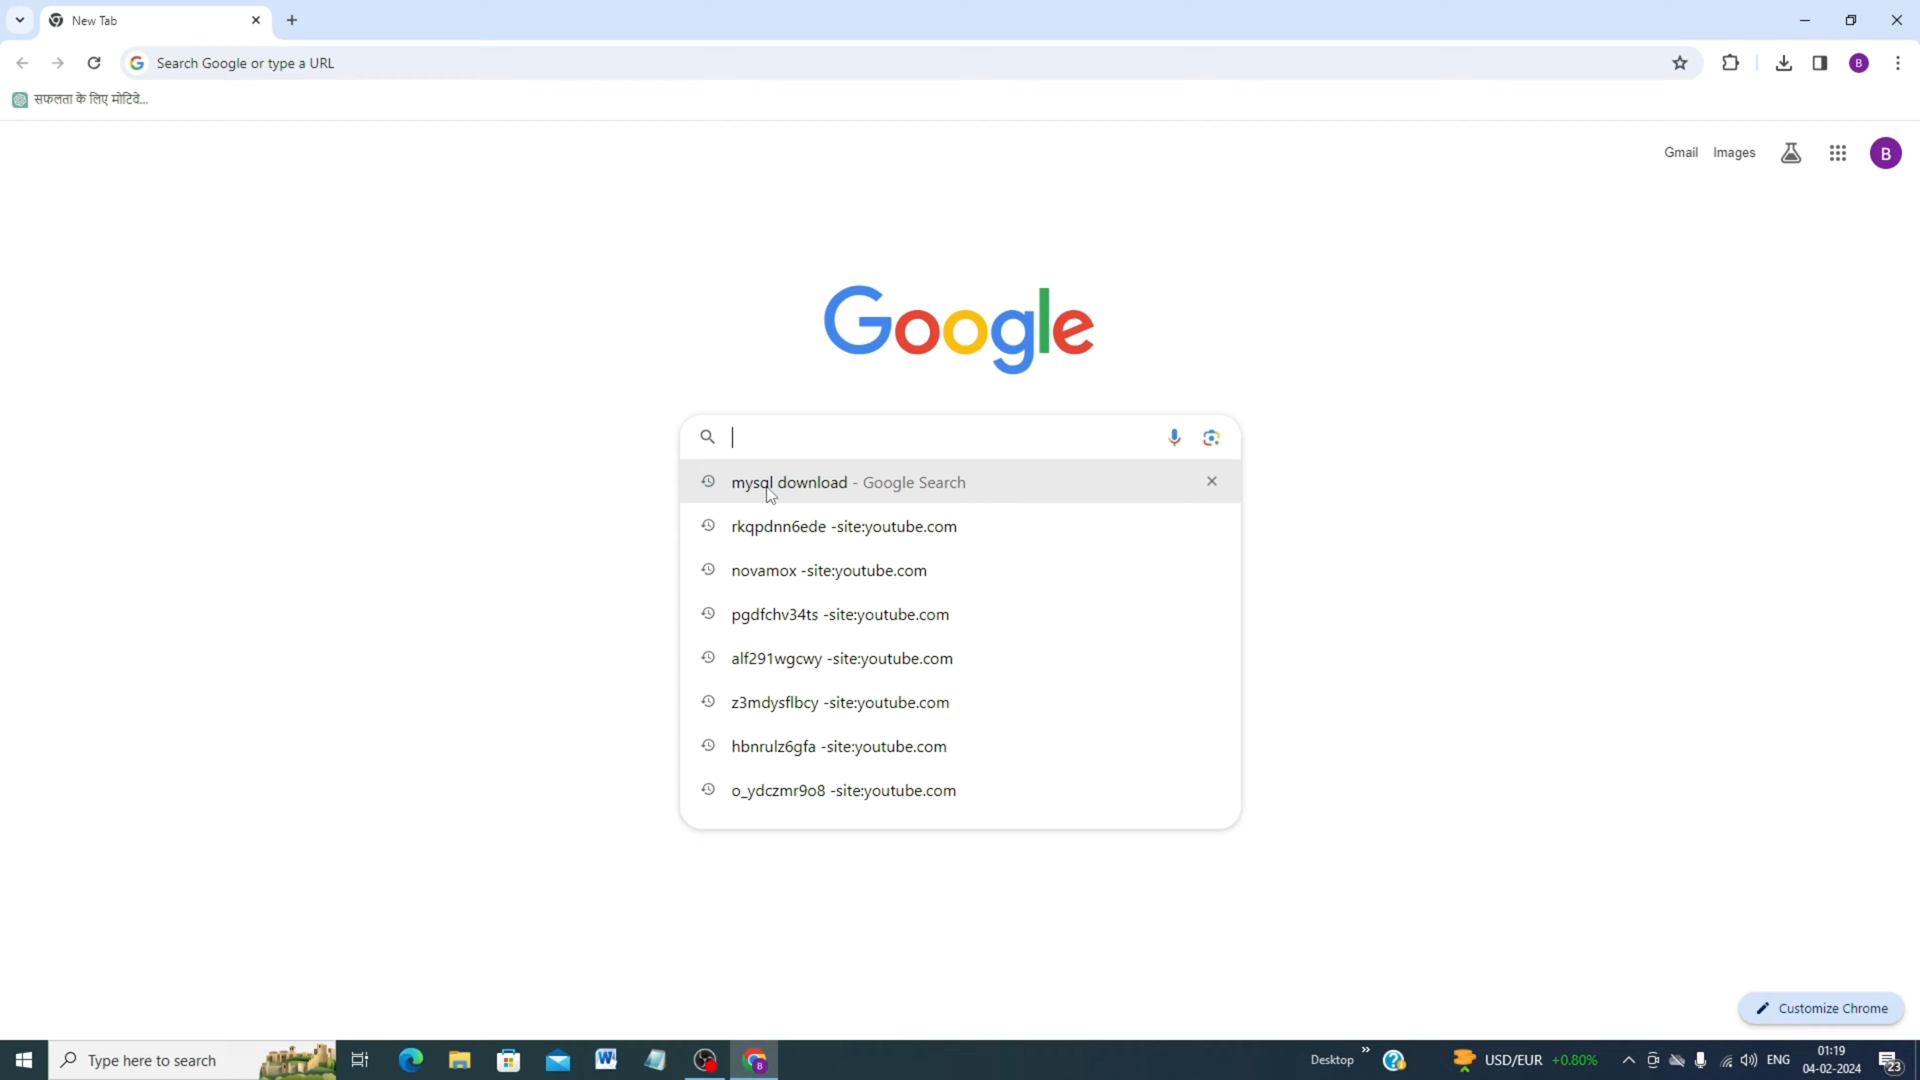 New Tab
Search Google or type a URL
सफलता के लिए मोटिवे...
Gmail Images B
Google
mysql download - Google Search
rkqpdnn6ede -site:youtube.com
novamox -site:youtube.com
pgdfchv34ts -site:youtube.com
alf291wgcwy -site:youtube.com
z3mdysflbcy -site:youtube.com
hbnrulz6gfa -site:youtube.com
o_ydczmr9o8 -site:youtube.com
Customize Chrome
Type here to search
Desktop
USD/EUR +0.80%
ENG
01:19
04-02-2024
23